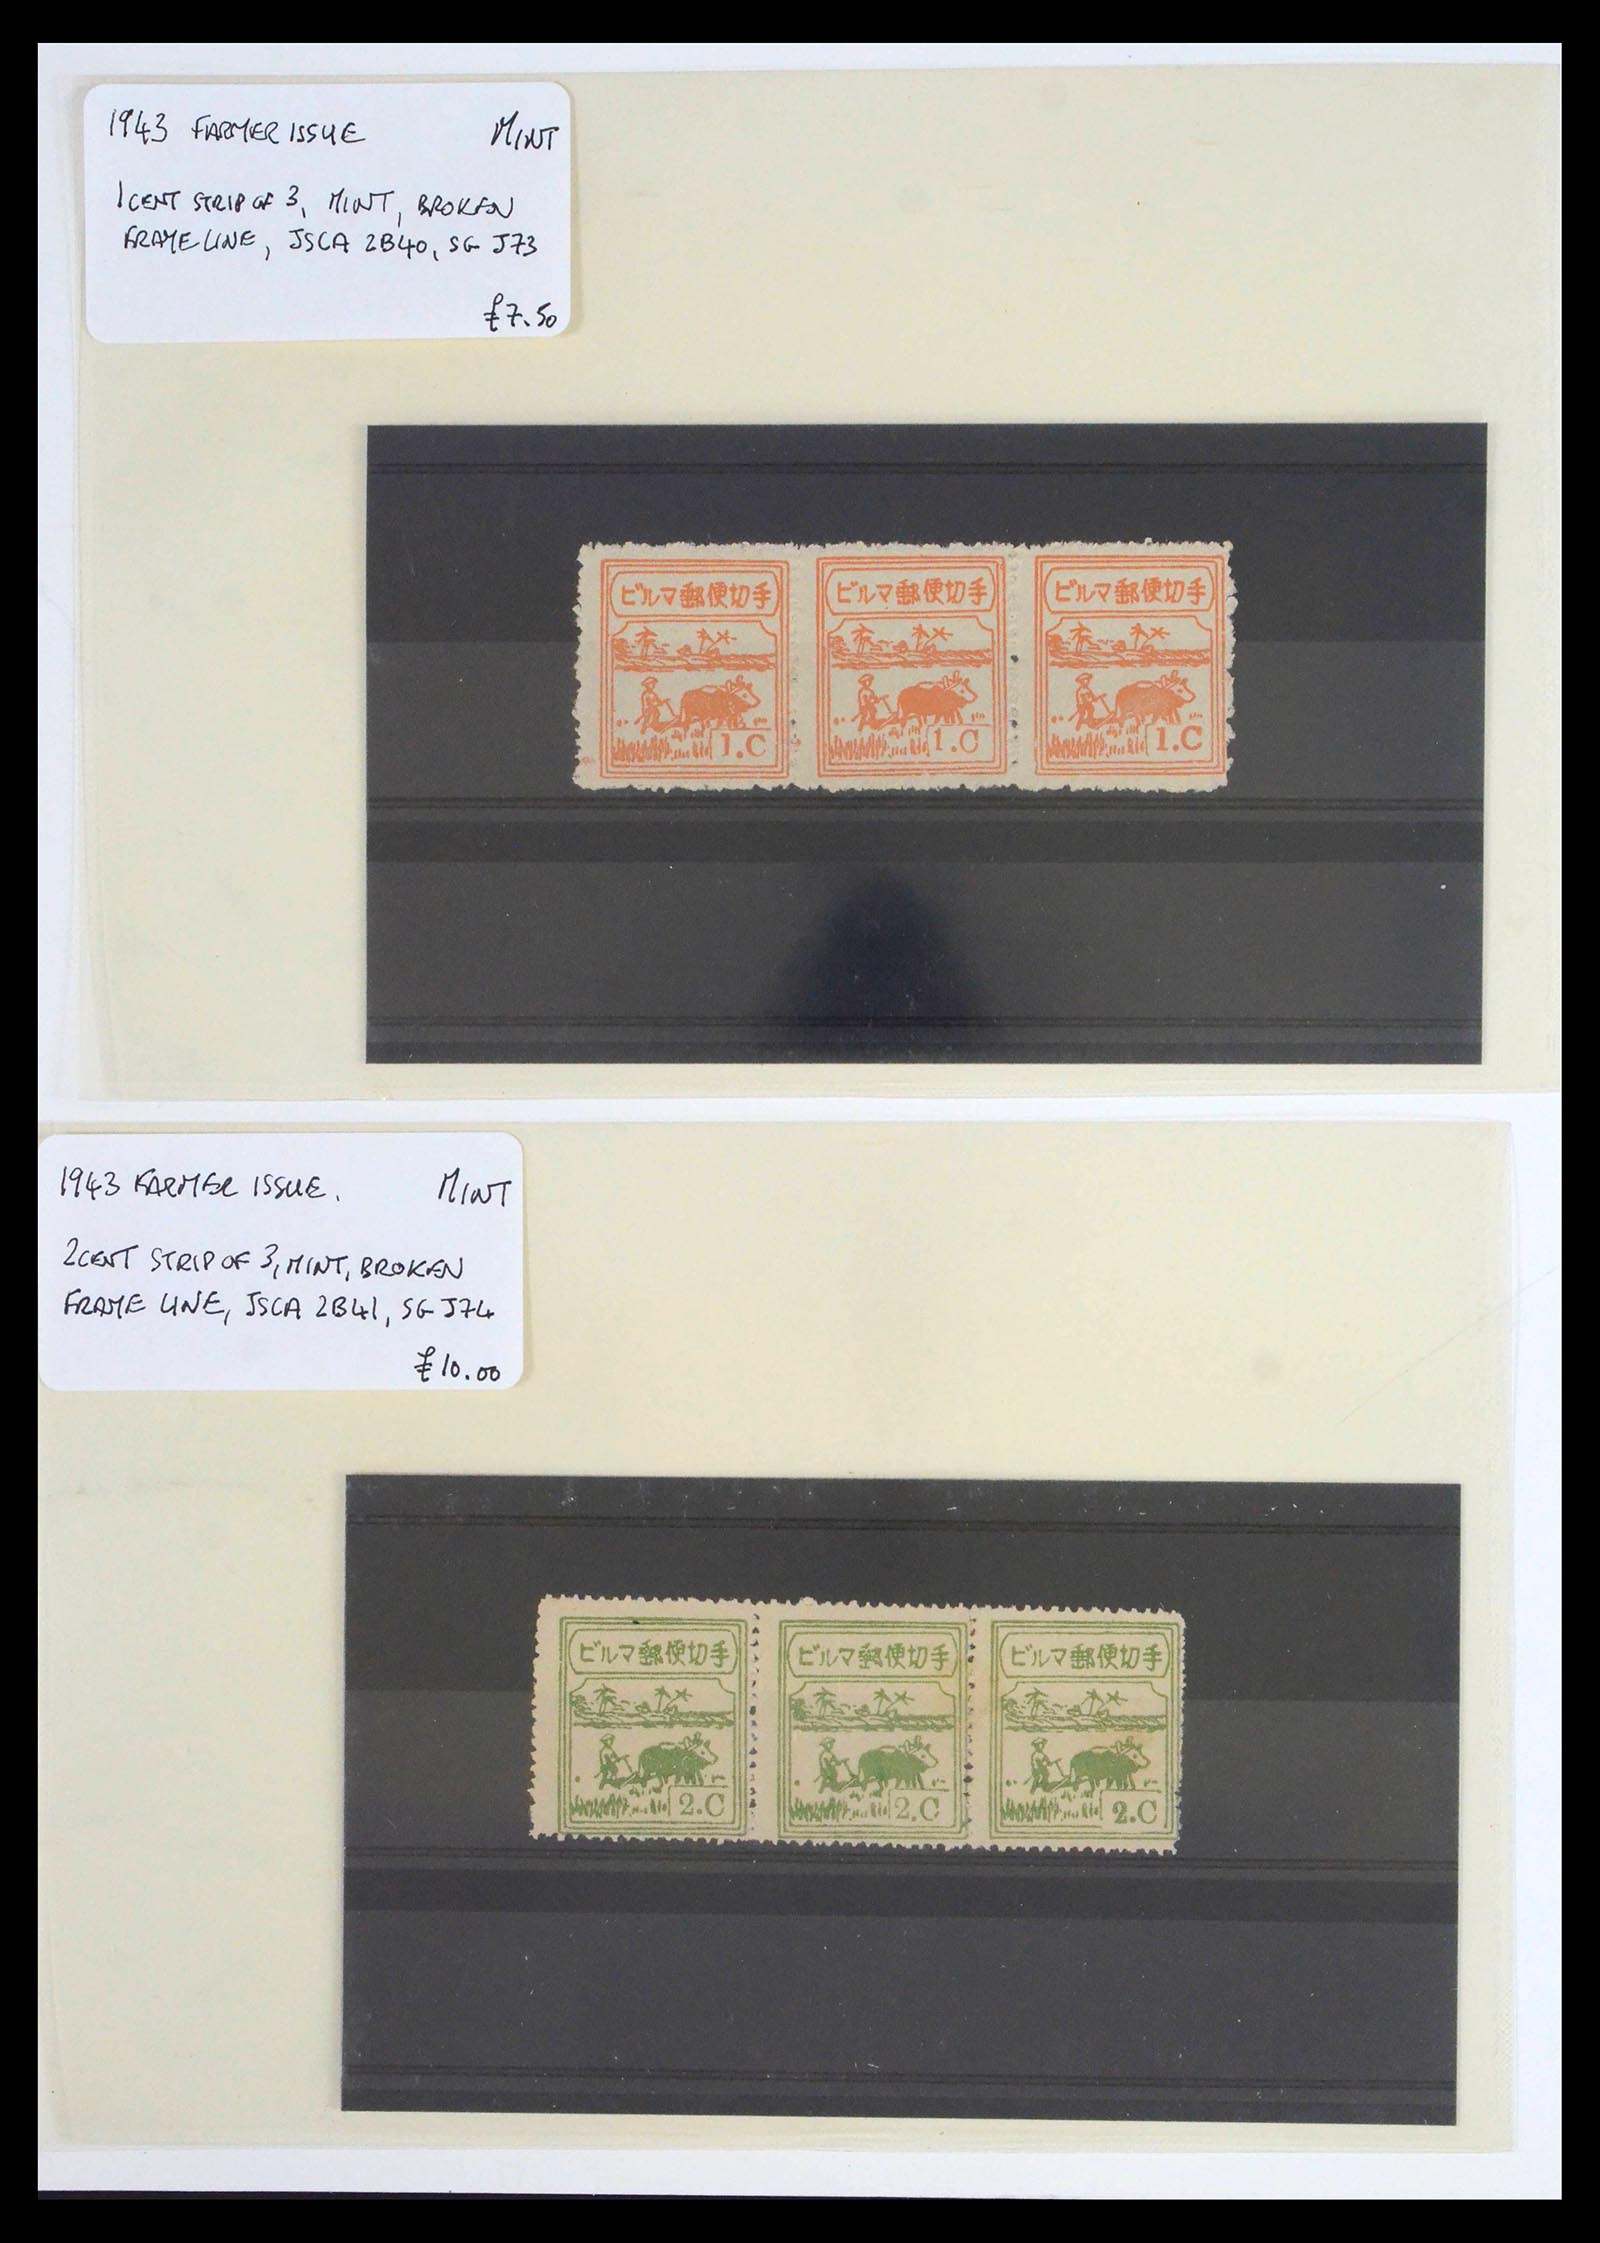 1943 FARMER ISSUE MINT
1 CENT STRIP OF 3, MINT, BROKEN
FRAME LINE, JSCA 2B40, SG J73
£7.50
ビルマ郵便切手 ビルマ郵便切手 ビルマ郵便切手
1.C 1.C 1.C
1943 FARMER ISSUE. MINT
2 CENT STRIP OF 3, MINT, BROKEN
FRAME LINE, JSCA 2B41, SG J74
£10.00
ビルマ郵便切手 ビルマ郵便切手 ビルマ郵便切手
2.C 2.C 2.C